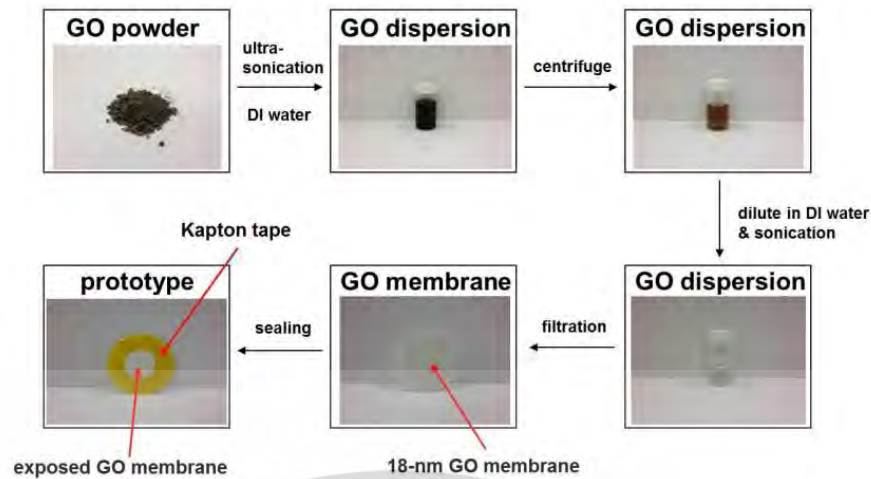 GO powder
ultra-
sonication
DI water
GO dispersion
centrifuge
GO dispersion
dilute in DI water
& sonication
GO dispersion
filtration
GO membrane
18-nm GO membrane
sealing
prototype
Kapton tape
exposed GO membrane